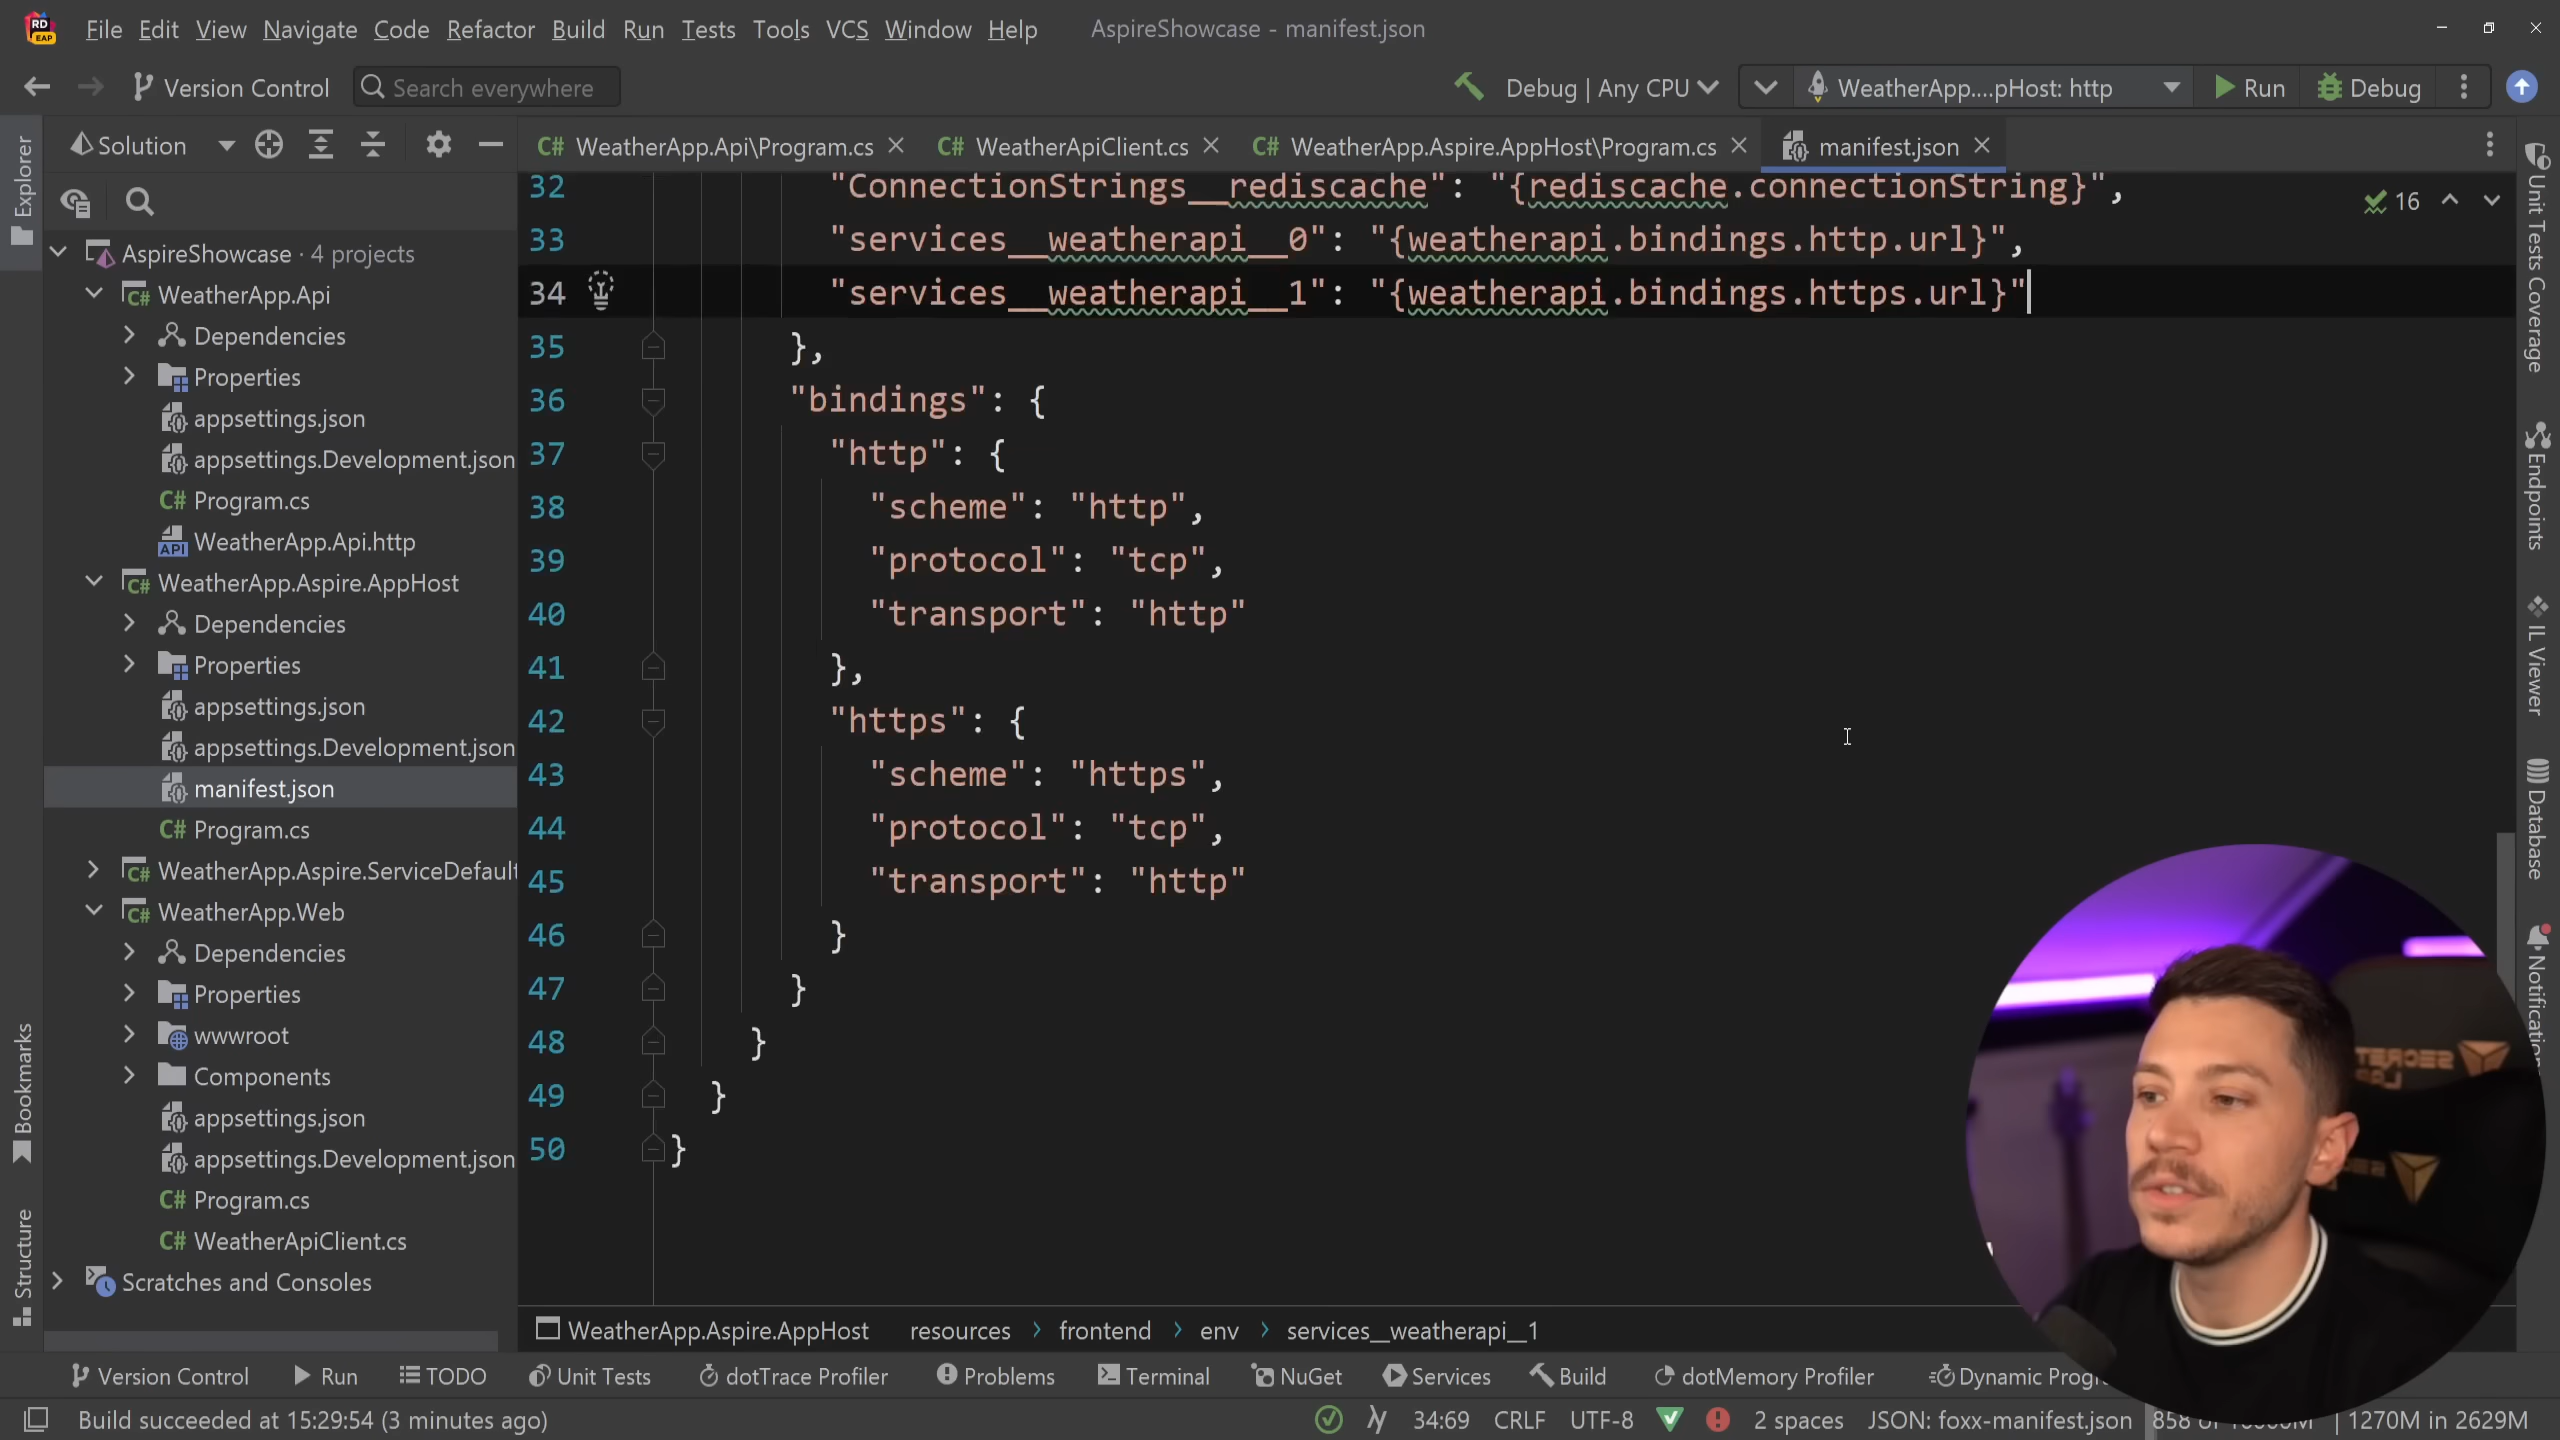 File Edit View Navigate Code Refactor Build Run Tests Tools VCS Window Help AspireShowcase - manifest.json
Version Control Search everywhere Debug | Any CPU WeatherApp....pHost: http Run Debug
Solution
C# WeatherApp.Api\Program.cs C# WeatherApiClient.cs C# WeatherApp.Aspire.AppHost\Program.cs manifest.json
Explorer
AspireShowcase · 4 projects
WeatherApp.Api
Dependencies
Properties
appsettings.json
appsettings.Development.json
C# Program.cs
API WeatherApp.Api.http
WeatherApp.Aspire.AppHost
Dependencies
Properties
appsettings.json
appsettings.Development.json
manifest.json
C# Program.cs
WeatherApp.Aspire.ServiceDefault
WeatherApp.Web
Dependencies
Properties
wwwroot
Components
appsettings.json
appsettings.Development.json
C# Program.cs
C# WeatherApiClient.cs
Scratches and Consoles
Bookmarks
Structure
32 "ConnectionStrings__rediscache": "{rediscache.connectionString}",
16
33 "services__weatherapi__0": "{weatherapi.bindings.http.url}",
34 "services__weatherapi__1": "{weatherapi.bindings.https.url}"
35 },
36 "bindings": {
37 "http": {
38 "scheme": "http",
39 "protocol": "tcp",
40 "transport": "http"
41 },
42 "https": {
43 "scheme": "https",
44 "protocol": "tcp",
45 "transport": "http"
46 }
47 }
48 }
49 }
50 }
Unit Tests Coverage
Endpoints
IL Viewer
Database
SECRET
WeatherApp.Aspire.AppHost resources › frontend › env › services__weatherapi__1
Version Control Run TODO Unit Tests dotTrace Profiler Problems Terminal NuGet Services Build dotMemory Profiler Dynamic
Build succeeded at 15:29:54 (3 minutes ago) 34:69 CRLF UTF-8 2 spaces JSON: foxx-manifest.json 858 1270M in 2629M